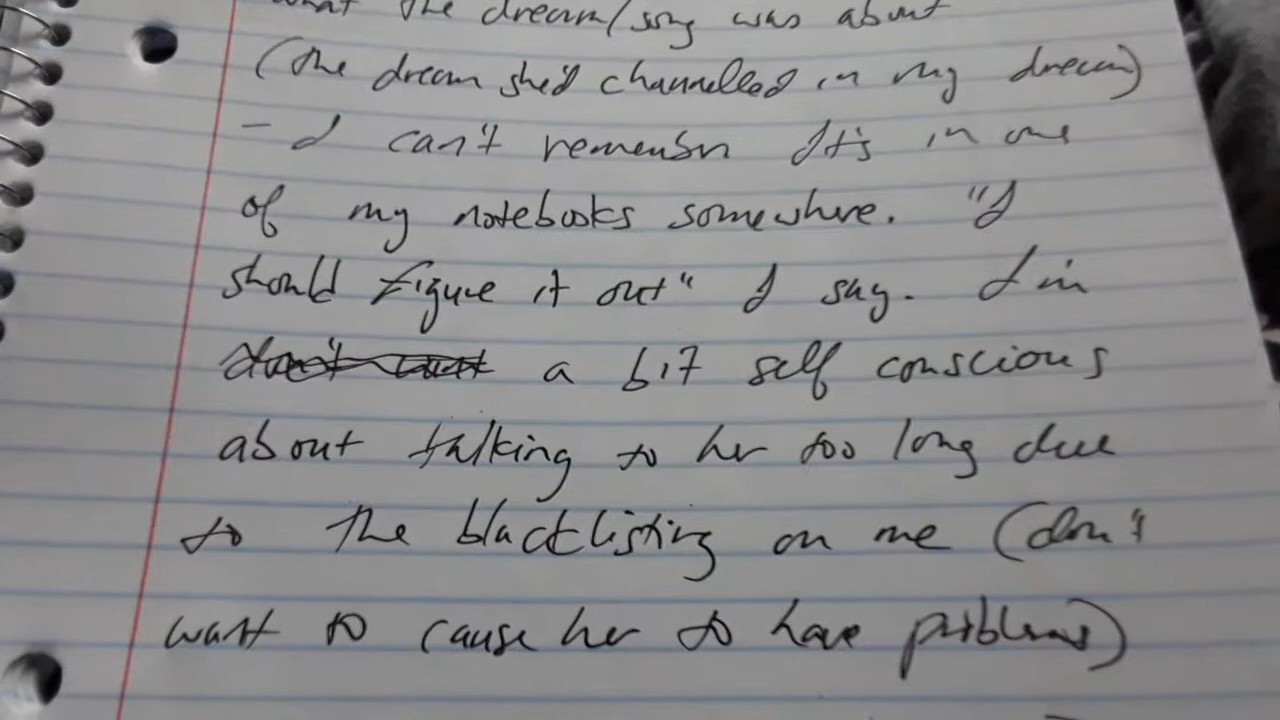 what the dream/song was about
(the dream she'd channelled in my dream)
- I can't remember It's in one
of my notebooks somewhere. "I
should figure it out" I say. I'm
don't want a bit self conscious
about talking to her too long due
to the blacklisting on me (don't
want to cause her to have problems)